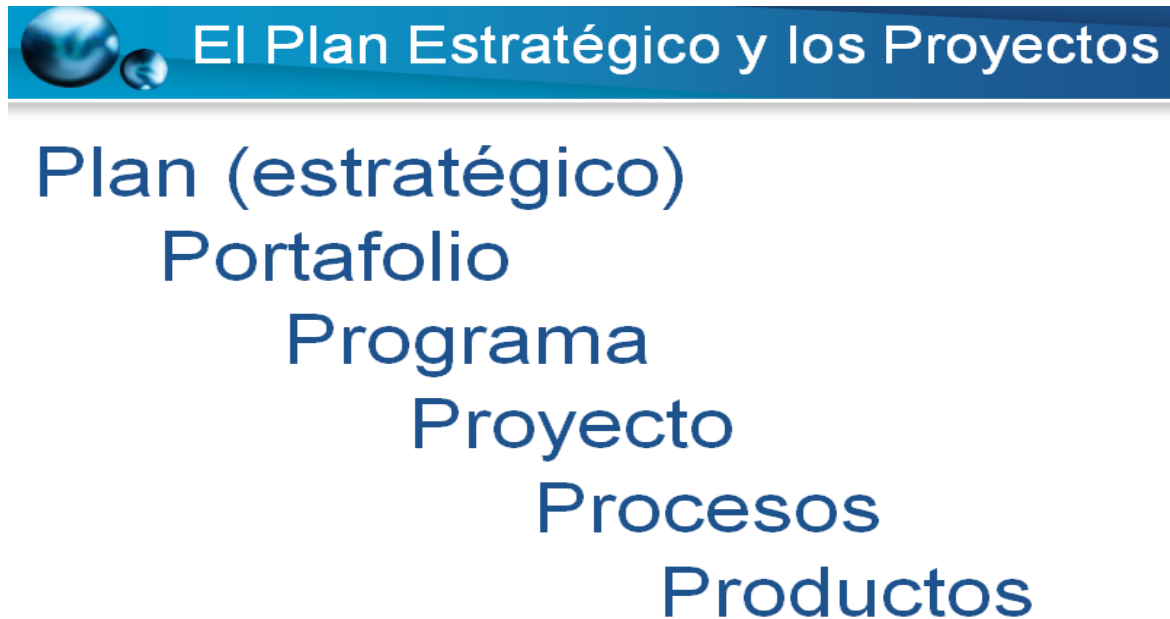 El Plan Estratégico y los Proyectos
Plan (estratégico)
Portafolio
Programa
Proyecto
Procesos
Productos